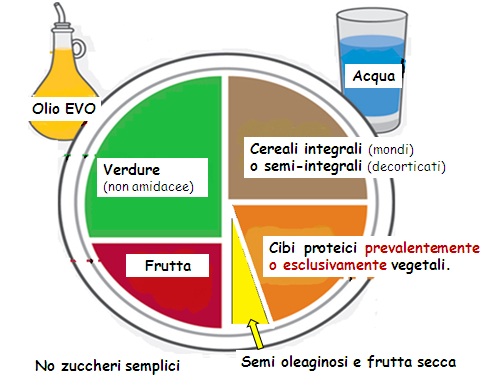 Olio EVO
Acqua
Verdure
(non amidacee)
Cereali integrali (mondi)
o semi-integrali (decorticati)
Frutta
Cibi proteici prevalentemente
o esclusivamente vegetali.
No zuccheri semplici
Semi oleaginosi e frutta secca